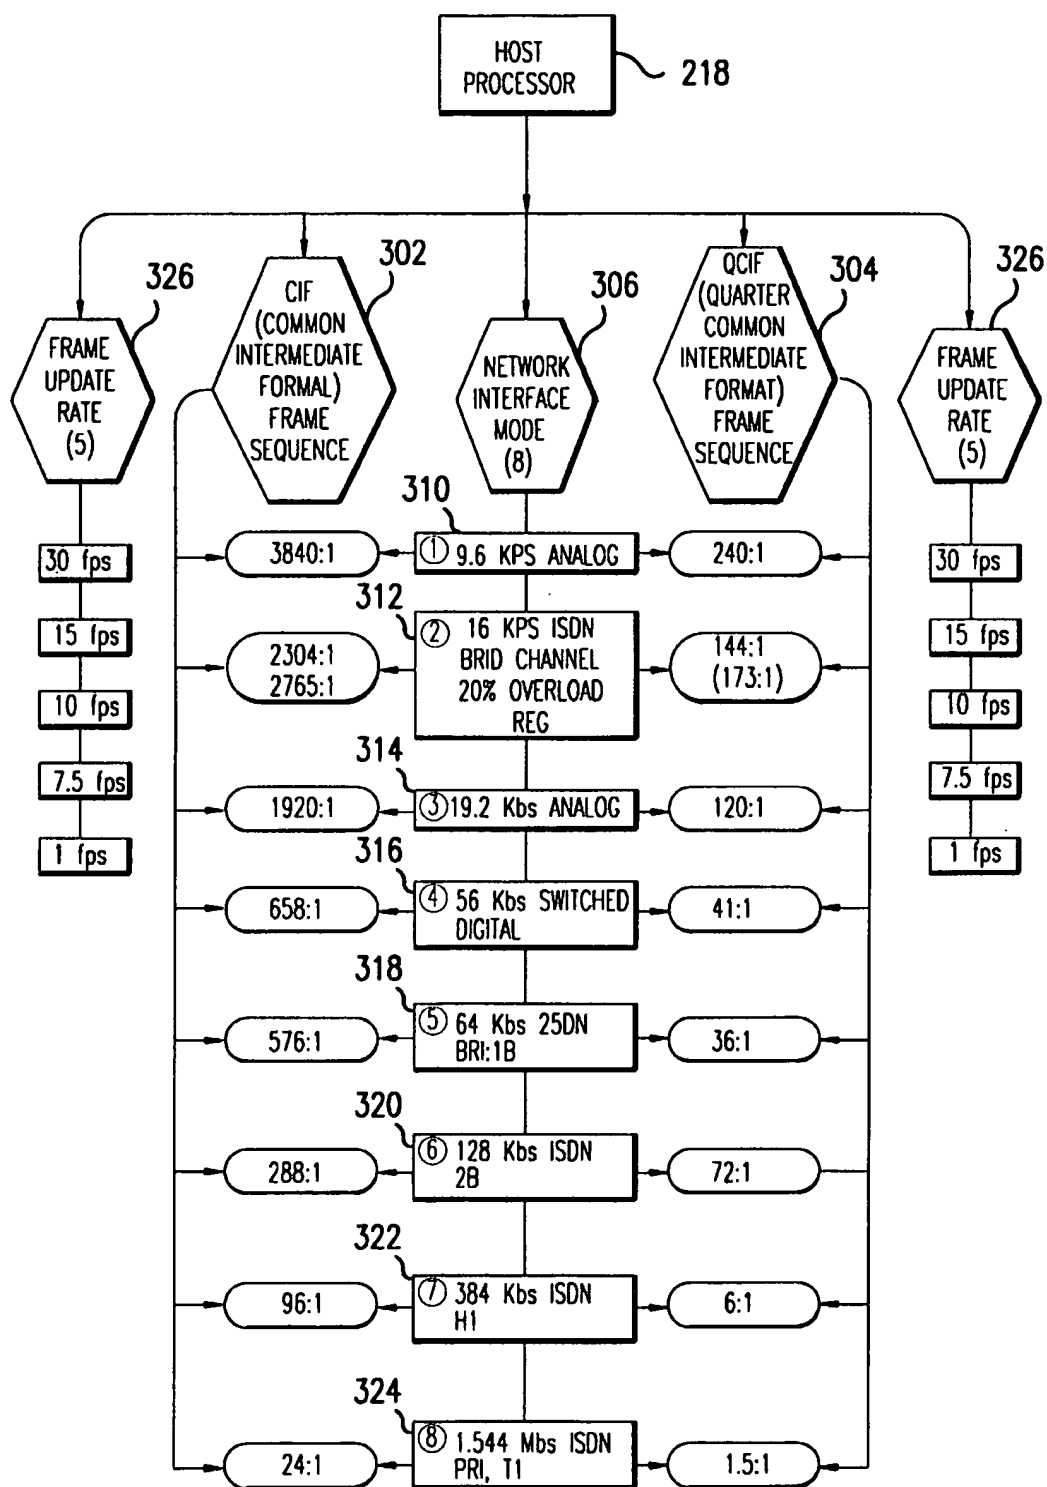 HOST
PROCESSOR
218
326
FRAME
UPDATE
RATE
(5)
302
CIF
(COMMON
INTERMEDIATE
FORMAL)
FRAME
SEQUENCE
306
NETWORK
INTERFACE
MODE
(8)
304
QCIF
(QUARTER
COMMON
INTERMEDIATE
FORMAT)
FRAME
SEQUENCE
326
FRAME
UPDATE
RATE
(5)
30 fps
15 fps
10 fps
7.5 fps
1 fps
310
3840:1
① 9.6 KPS ANALOG
240:1
312
2304:1
2765:1
② 16 KPS ISDN
BRID CHANNEL
20% OVERLOAD
REG
144:1
(173:1)
314
1920:1
③ 19.2 Kbs ANALOG
120:1
316
658:1
④ 56 Kbs SWITCHED
DIGITAL
41:1
318
576:1
⑤ 64 Kbs 25DN
BRI:1B
36:1
320
288:1
⑥ 128 Kbs ISDN
2B
72:1
322
96:1
⑦ 384 Kbs ISDN
H1
6:1
324
24:1
⑧ 1.544 Mbs ISDN
PRI, T1
1.5:1
30 fps
15 fps
10 fps
7.5 fps
1 fps